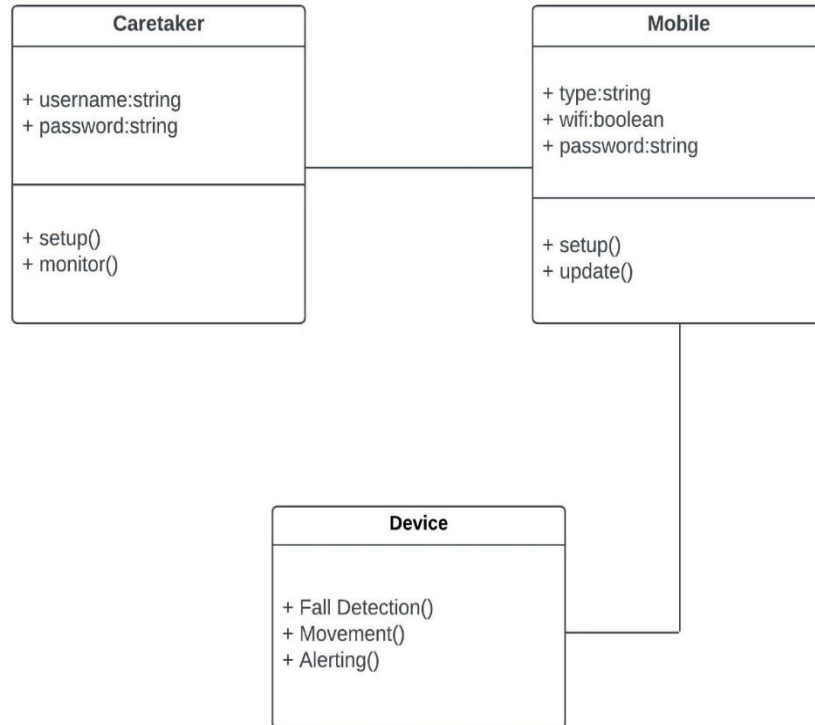 Caretaker
+ username:string
+ password:string
+ setup()
+ monitor()
Mobile
+ type:string
+ wifi:boolean
+ password:string
+ setup()
+ update()
Device
+ Fall Detection()
+ Movement()
+ Alerting()